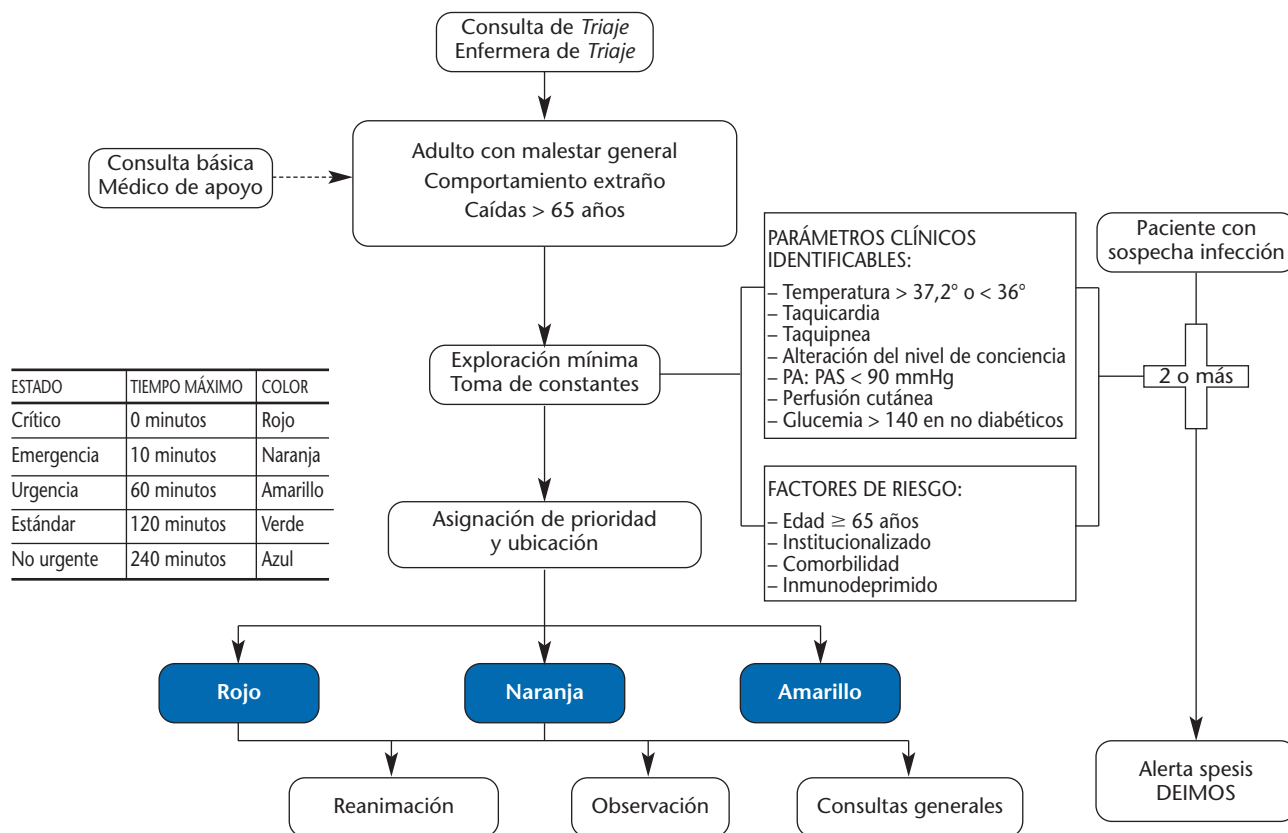 Consulta de Triaje
Enfermera de Triaje
Consulta básica
Médico de apoyo
Adulto con malestar general
Comportamiento extraño
Caídas > 65 años
PARÁMETROS CLÍNICOS
IDENTIFICABLES:
– Temperatura > 37,2° o < 36°
– Taquicardia
– Taquipnea
– Alteración del nivel de conciencia
– PA: PAS < 90 mmHg
– Perfusión cutánea
– Glucemia > 140 en no diabéticos
Paciente con
sospecha infección
Exploración mínima
Toma de constantes
2 o más
ESTADO TIEMPO MÁXIMO COLOR
Crítico 0 minutos Rojo
Emergencia 10 minutos Naranja
Urgencia 60 minutos Amarillo
Estándar 120 minutos Verde
No urgente 240 minutos Azul
FACTORES DE RIESGO:
– Edad ≥ 65 años
– Institucionalizado
– Comorbilidad
– Inmunodeprimido
Asignación de prioridad
y ubicación
Rojo
Naranja
Amarillo
Reanimación
Observación
Consultas generales
Alerta spesis
DEIMOS